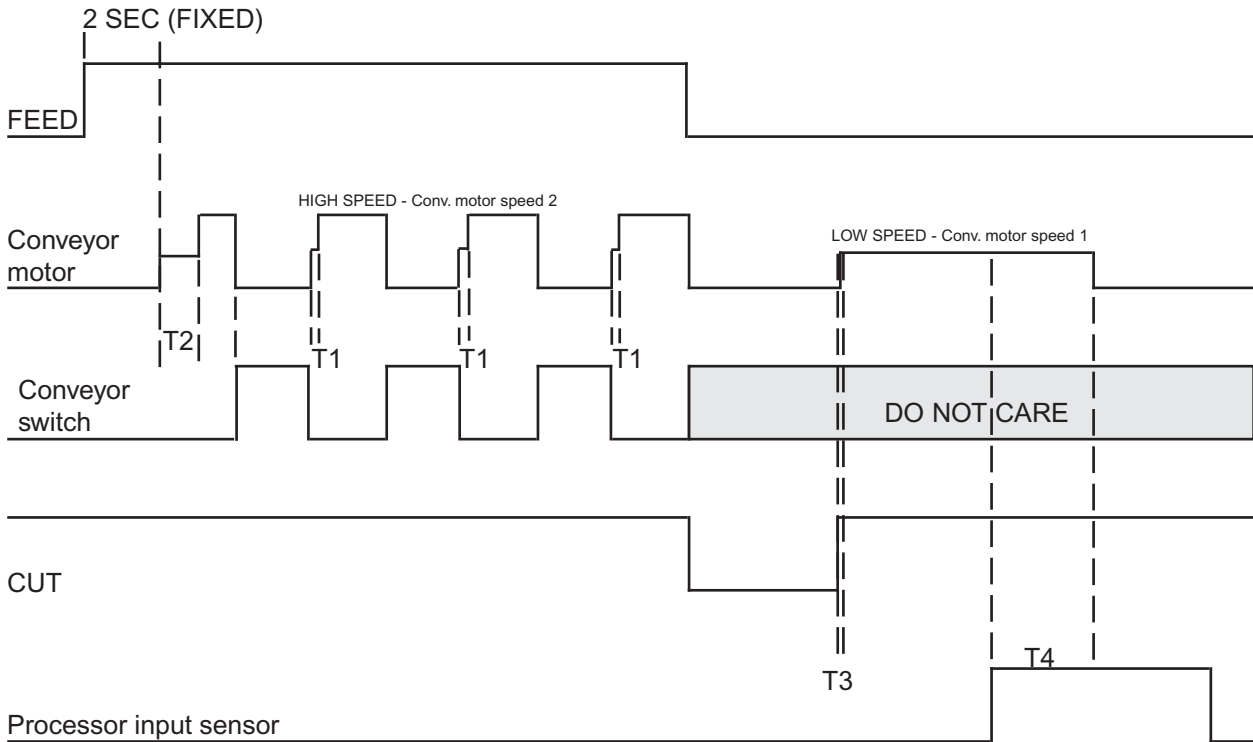 2 SEC (FIXED)
FEED
HIGH SPEED - Conv. motor speed 2
Conveyor
motor
LOW SPEED - Conv. motor speed 1
T2
T1
T1
T1
Conveyor
switch
DO NOT CARE
CUT
T3
T4
Processor input sensor